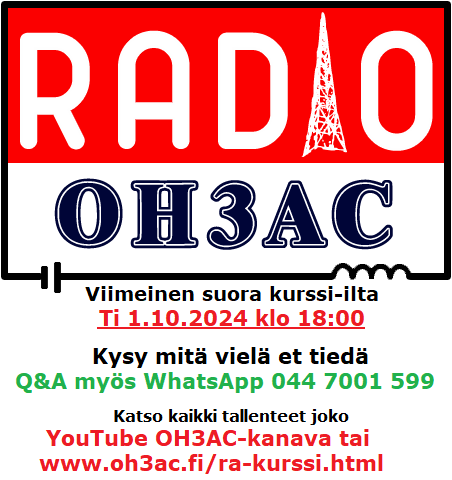 RADIO
OH3AC
Viimeinen suora kurssi-ilta
Ti 1.10.2024 klo 18:00
Kysy mitä vielä et tiedä
Q&A myös WhatsApp 044 7001 599
Katso kaikki tallenteet joko
YouTube OH3AC-kanava tai
www.oh3ac.fi/ra-kurssi.html